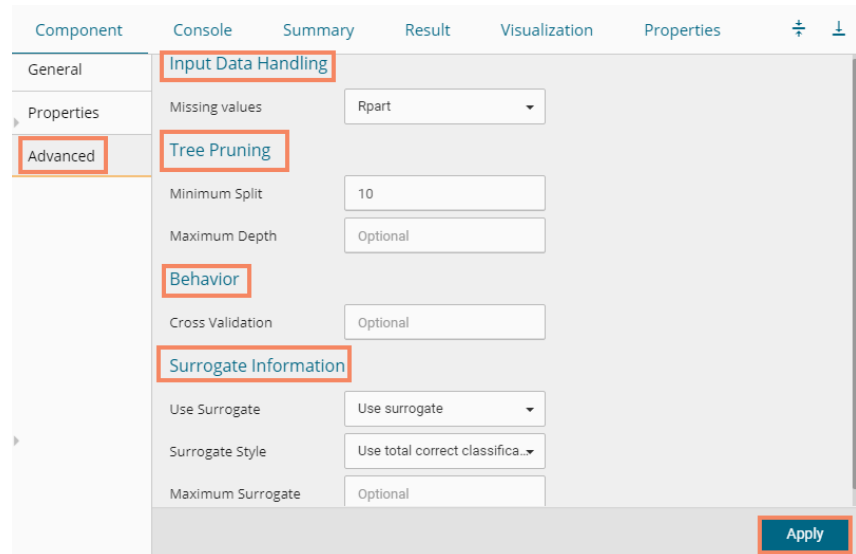 Component Console Summary Result Visualization Properties
General
Properties
Advanced
Input Data Handling
Missing values Rpart
Tree Pruning
Minimum Split 10
Maximum Depth Optional
Behavior
Cross Validation Optional
Surrogate Information
Use Surrogate Use surrogate
Surrogate Style Use total correct classifica...
Maximum Surrogate Optional
Apply